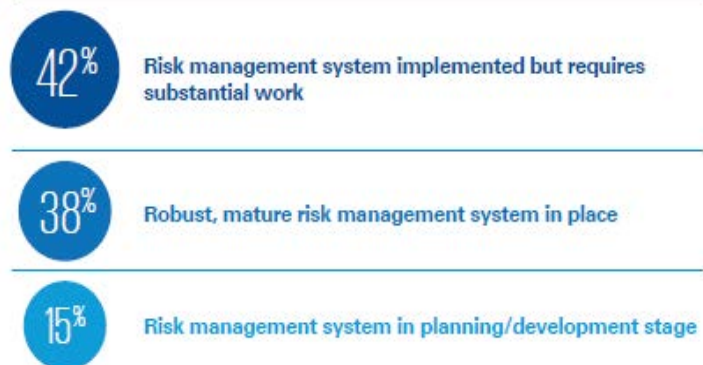 42%
Risk management system implemented but requires
substantial work
38%
Robust, mature risk management system in place
15%
Risk management system in planning/development stage